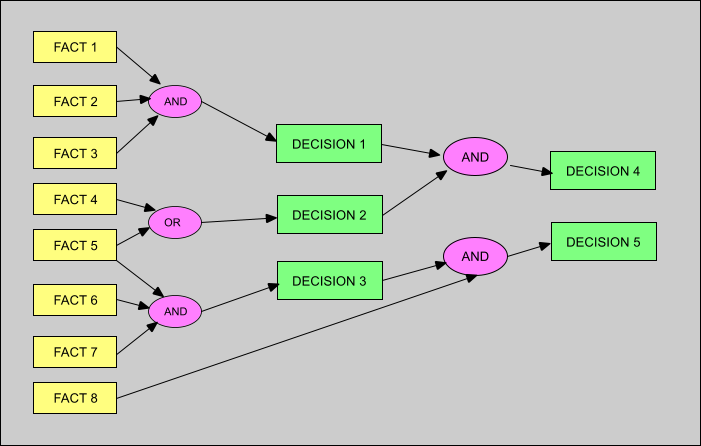 FACT 1
FACT 2
AND
FACT 3
DECISION 1
AND
DECISION 4
FACT 4
OR
DECISION 2
FACT 5
AND
DECISION 5
FACT 6
AND
DECISION 3
FACT 7
FACT 8